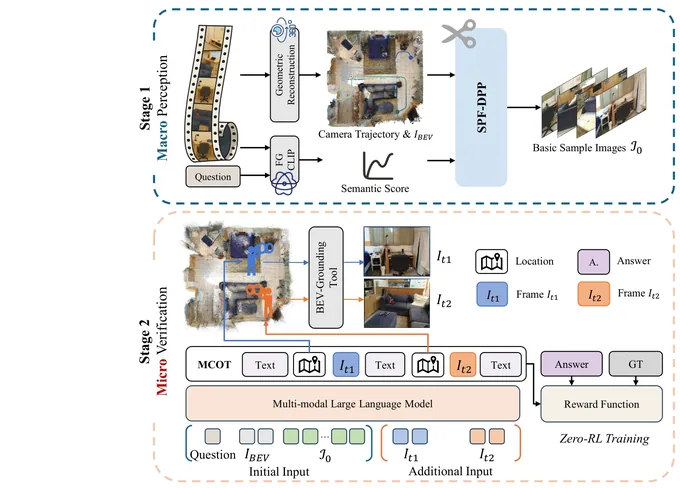 Stage 1
Macro Perception
Geometric
Reconstruction
360°
Camera Trajectory & I_BEV
Question
FG
CLIP
Semantic Score
SPF-DPP
Basic Sample Images 𝒥_0
Stage 2
Micro Verification
BEV-Grounding
Tool
I_t1
I_t2
Location
A.
Answer
I_t1
Frame I_t1
I_t2
Frame I_t2
MCOT
Text
I_t1
Text
I_t2
Text
Answer
GT
Multi-modal Large Language Model
Reward Function
Zero-RL Training
Question
I_BEV
...
𝒥_0
I_t1
I_t2
Initial Input
Additional Input